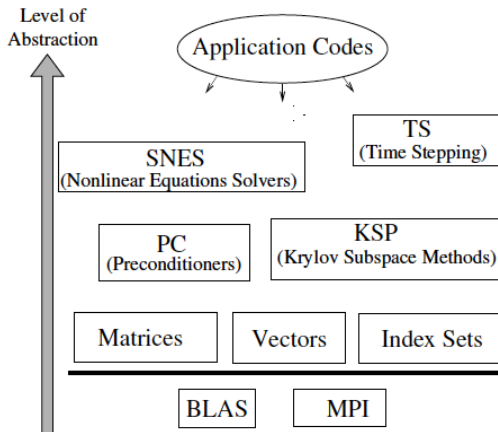 Level of
Abstraction
Application Codes
TS
(Time Stepping)
SNES
(Nonlinear Equations Solvers)
PC
(Preconditioners)
KSP
(Krylov Subspace Methods)
Matrices
Vectors
Index Sets
BLAS
MPI